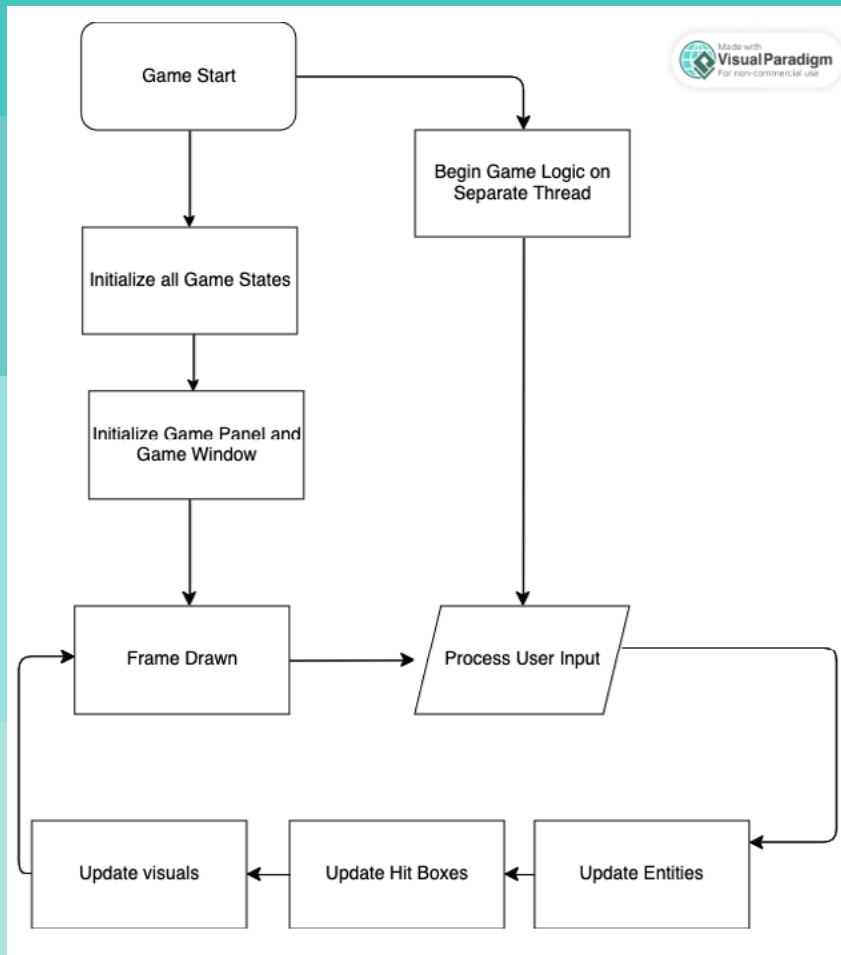 Game Start
Made with
Visual Paradigm
For non-commercial use
Begin Game Logic on
Separate Thread
Initialize all Game States
Initialize Game Panel and
Game Window
Frame Drawn
Process User Input
Update visuals
Update Hit Boxes
Update Entities